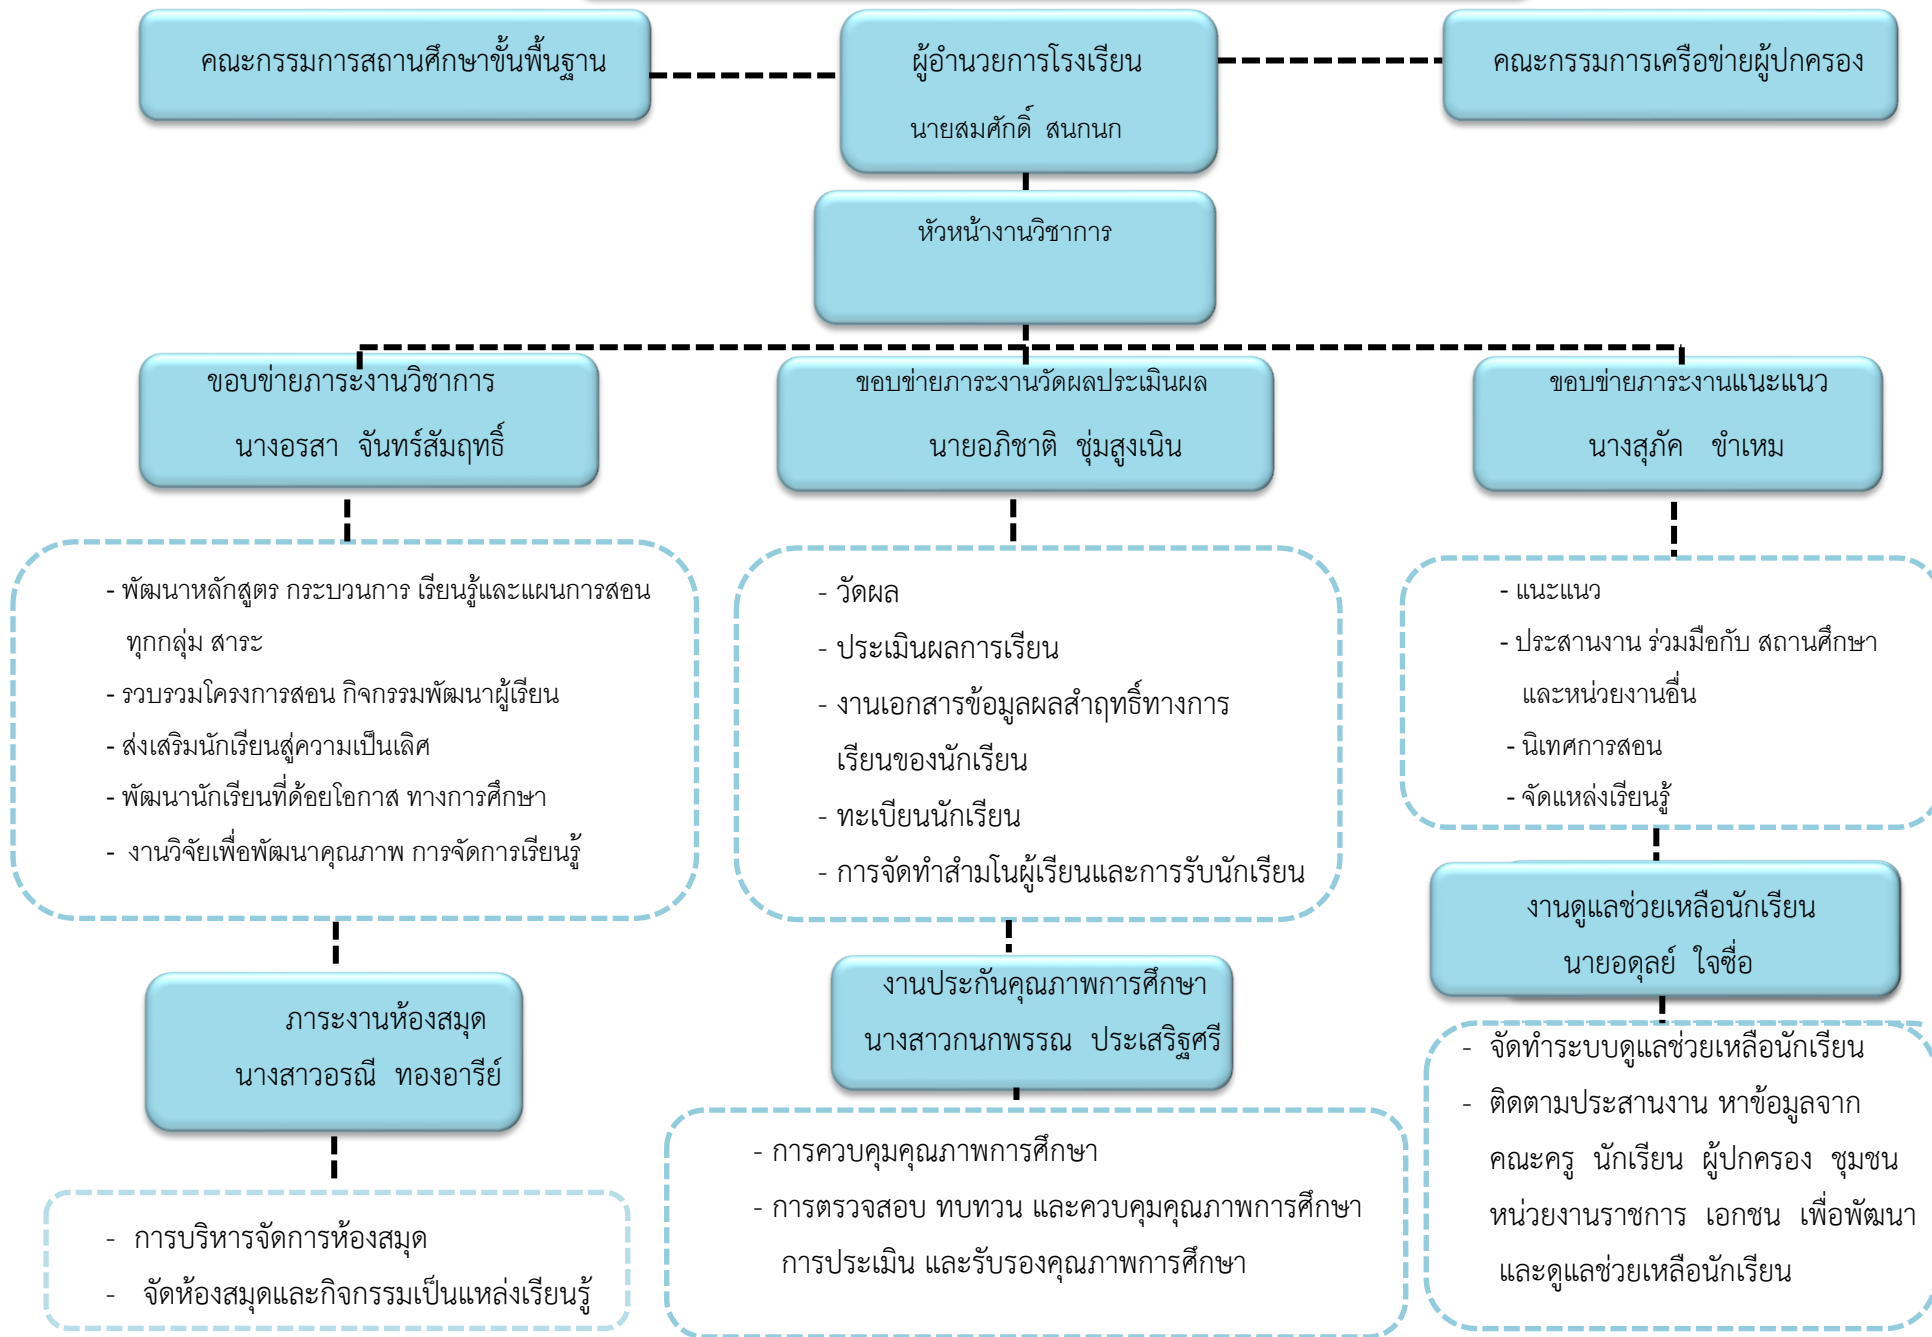 คณะกรรมการสถานศึกษาขั้นพื้นฐาน
ผู้อำนวยการโรงเรียน
นายสมศักดิ์ สนกนก
คณะกรรมการเครือข่ายผู้ปกครอง
หัวหน้างานวิชาการ
ขอบข่ายภาระงานวิชาการ
นางอรสา จันทร์สัมฤทธิ์
ขอบข่ายภาระงานวัดผลประเมินผล
นายอภิชาติ ชุ่มสูงเนิน
ขอบข่ายภาระงานแนะแนว
นางสุภัค ขำเหม
- พัฒนาหลักสูตร กระบวนการ เรียนรู้และแผนการสอน
ทุกกลุ่ม สาระ
- รวบรวมโครงการสอน กิจกรรมพัฒนาผู้เรียน
- ส่งเสริมนักเรียนสู่ความเป็นเลิศ
- พัฒนานักเรียนที่ด้อยโอกาส ทางการศึกษา
- งานวิจัยเพื่อพัฒนาคุณภาพ การจัดการเรียนรู้
- วัดผล
- ประเมินผลการเรียน
- งานเอกสารข้อมูลผลสำฤทธิ์ทางการ
เรียนของนักเรียน
- ทะเบียนนักเรียน
- การจัดทำสำมโนผู้เรียนและการรับนักเรียน
- แนะแนว
- ประสานงาน ร่วมมือกับ สถานศึกษา
และหน่วยงานอื่น
- นิเทศการสอน
- จัดแหล่งเรียนรู้
ภาระงานห้องสมุด
นางสาวอรณี ทองอารีย์
งานประกันคุณภาพการศึกษา
นางสาวกนกพรรณ ประเสริฐศรี
งานดูแลช่วยเหลือนักเรียน
นายอดุลย์ ใจซื่อ
- การบริหารจัดการห้องสมุด
- จัดห้องสมุดและกิจกรรมเป็นแหล่งเรียนรู้
- การควบคุมคุณภาพการศึกษา
- การตรวจสอบ ทบทวน และควบคุมคุณภาพการศึกษา
การประเมิน และรับรองคุณภาพการศึกษา
- จัดทำระบบดูแลช่วยเหลือนักเรียน
- ติดตามประสานงาน หาข้อมูลจาก
คณะครู นักเรียน ผู้ปกครอง ชุมชน
หน่วยงานราชการ เอกชน เพื่อพัฒนา
และดูแลช่วยเหลือนักเรียน